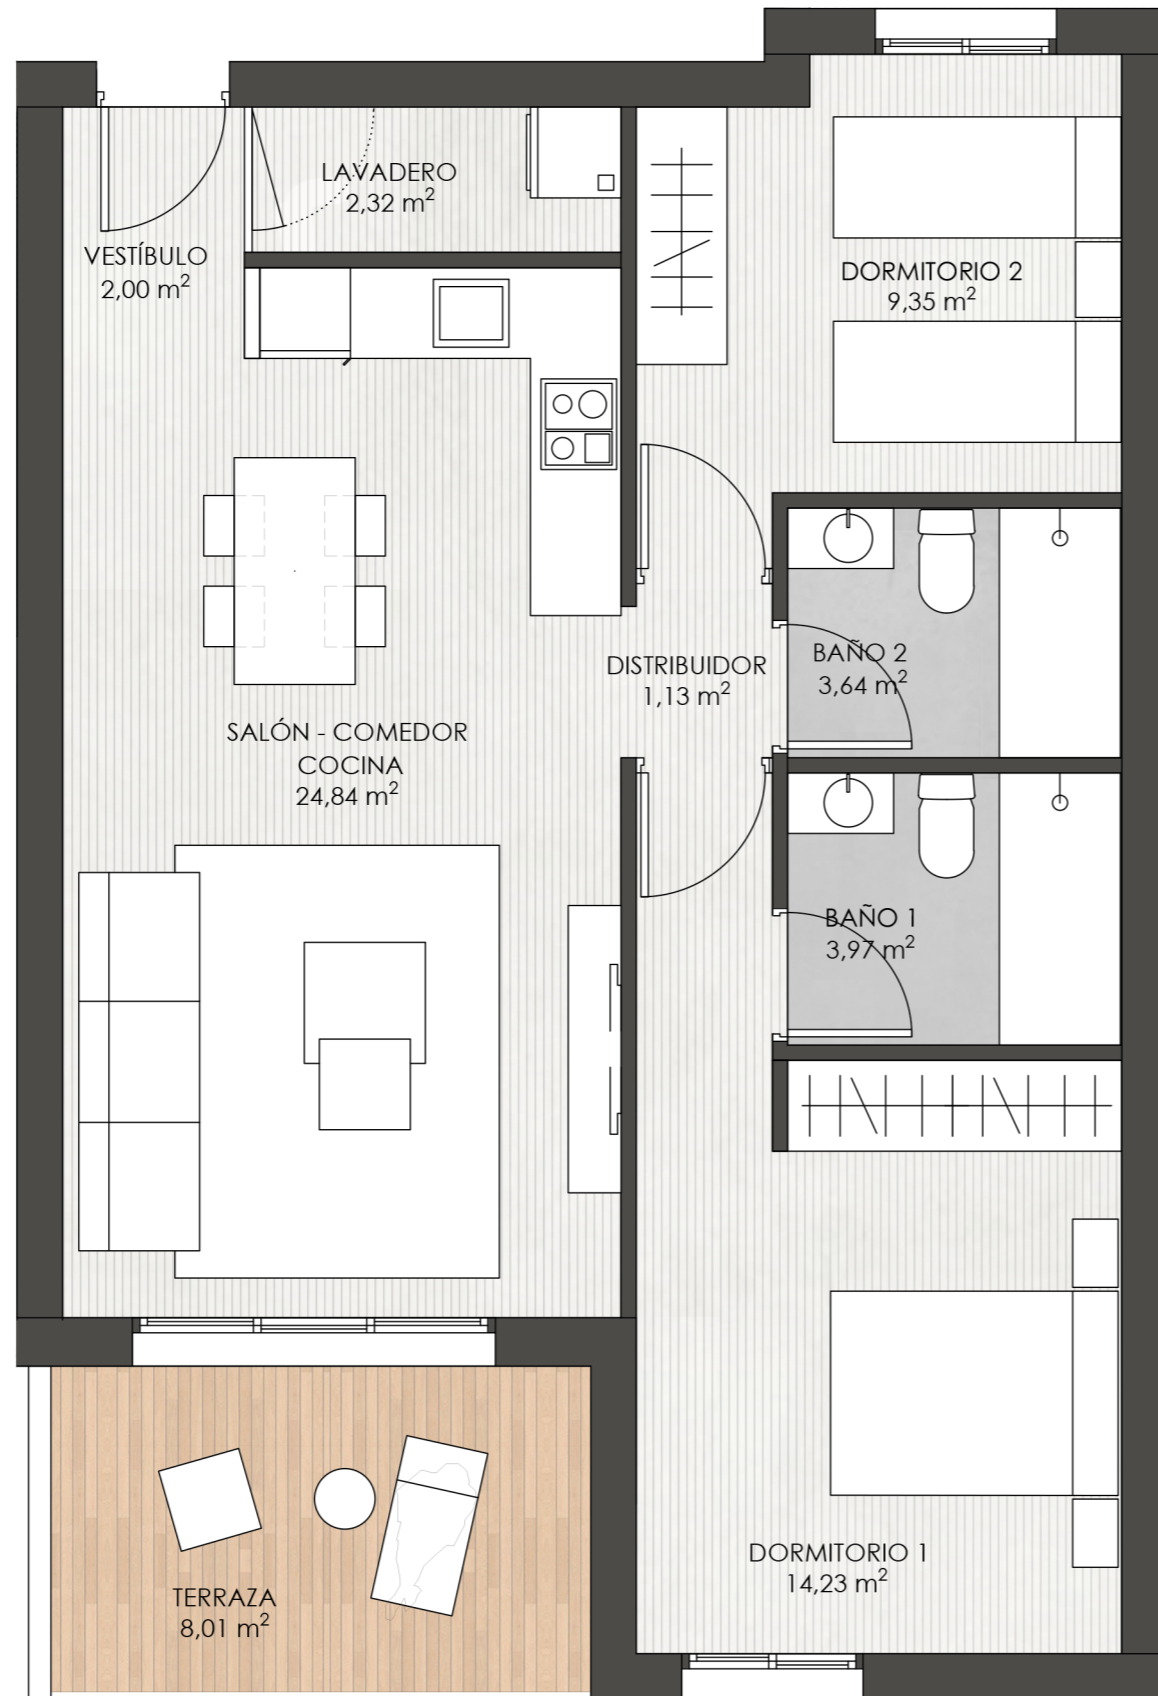 LAVADERO
2,32 m²
VESTÍBULO
2,00 m²
DORMITORIO 2
9,35 m²
DISTRIBUIDOR
1,13 m²
BAÑO 2
3,64 m²
SALÓN - COMEDOR
COCINA
24,84 m²
BAÑO 1
3,97 m²
DORMITORIO 1
14,23 m²
TERRAZA
8,01 m²